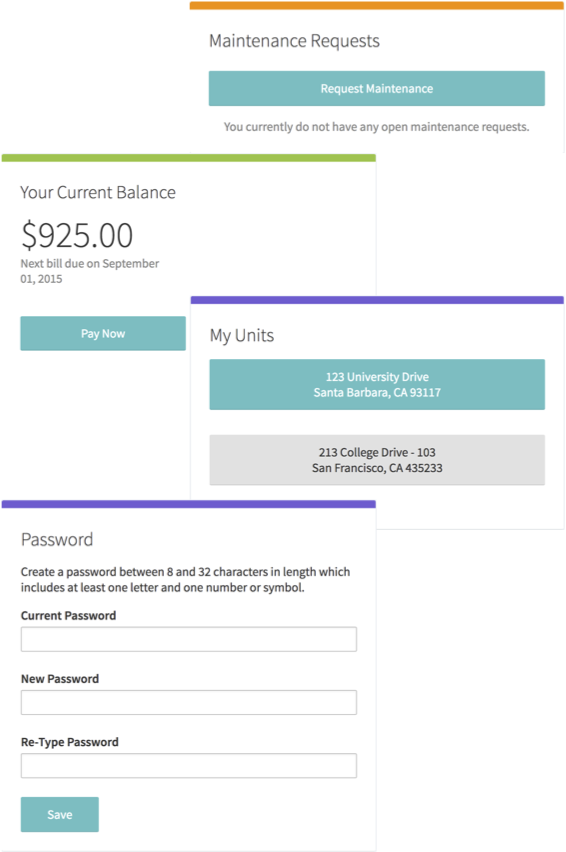 Maintenance Requests
Request Maintenance
You currently do not have any open maintenance requests.
Your Current Balance
$925.00
Next bill due on September
01, 2015
Pay Now
My Units
123 University Drive
Santa Barbara, CA 93117
213 College Drive - 103
San Francisco, CA 435233
Password
Create a password between 8 and 32 characters in length which
includes at least one letter and one number or symbol.
Current Password
New Password
Re-Type Password
Save